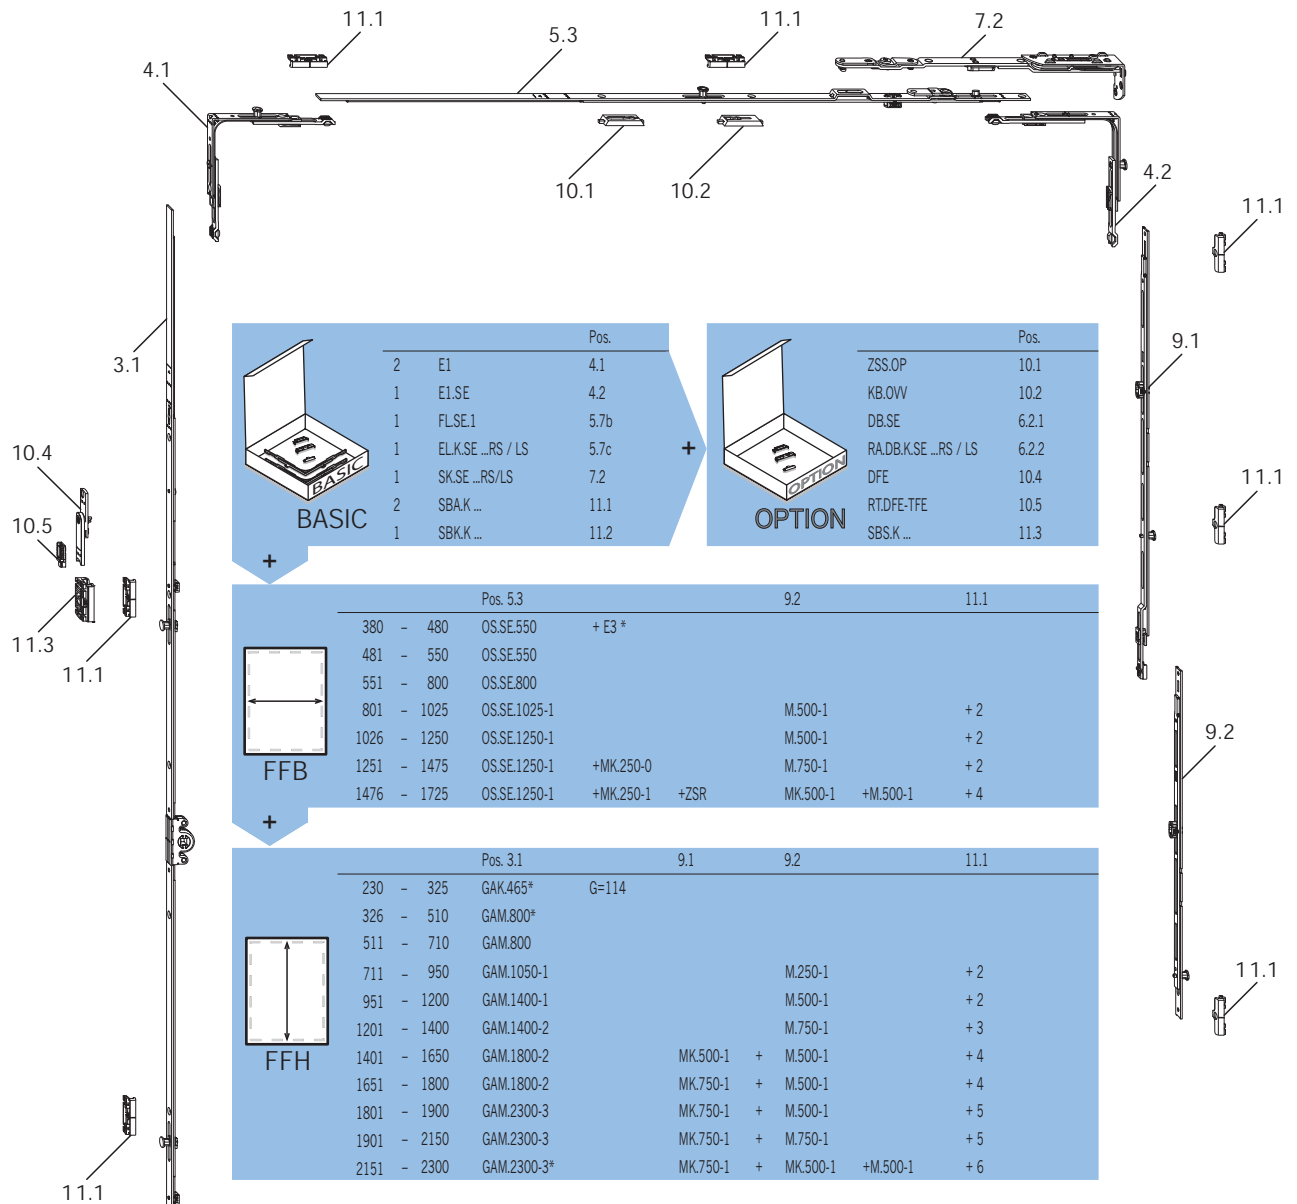 11.1
11.1
7.2
5.3
4.1
10.1
10.2
4.2
11.1
3.1
9.1
10.4
10.5
11.3
11.1
11.1
9.2
11.1
11.1
Pos.
2 E1 4.1
1 E1.SE 4.2
1 FL.SE.1 5.7b
1 EL.K.SE ...RS / LS 5.7c
1 SK.SE ...RS/LS 7.2
2 SBA.K ... 11.1
1 SBK.K ... 11.2
BASIC
BASIC
+
Pos.
ZSS.OP 10.1
KB.OVV 10.2
DB.SE 6.2.1
RA.DB.K.SE ...RS / LS 6.2.2
DFE 10.4
RT.DFE-TFE 10.5
SBS.K ... 11.3
OPTION
OPTION
+
Pos. 5.3 9.2 11.1
380 – 480 OS.SE.550 + E3 *
481 – 550 OS.SE.550
551 – 800 OS.SE.800
801 – 1025 OS.SE.1025-1 M.500-1 + 2
1026 – 1250 OS.SE.1250-1 M.500-1 + 2
1251 – 1475 OS.SE.1250-1 +MK.250-0 M.750-1 + 2
1476 – 1725 OS.SE.1250-1 +MK.250-1 +ZSR MK.500-1 +M.500-1 + 4
FFB
+
Pos. 3.1 9.1 9.2 11.1
230 – 325 GAK.465* G=114
326 – 510 GAM.800*
511 – 710 GAM.800
711 – 950 GAM.1050-1 M.250-1 + 2
951 – 1200 GAM.1400-1 M.500-1 + 2
1201 – 1400 GAM.1400-2 M.750-1 + 3
1401 – 1650 GAM.1800-2 MK.500-1 + M.500-1 + 4
1651 – 1800 GAM.1800-2 MK.750-1 + M.500-1 + 4
1801 – 1900 GAM.2300-3 MK.750-1 + M.500-1 + 5
1901 – 2150 GAM.2300-3 MK.750-1 + M.750-1 + 5
2151 – 2300 GAM.2300-3* MK.750-1 + MK.500-1 +M.500-1 + 6
FFH